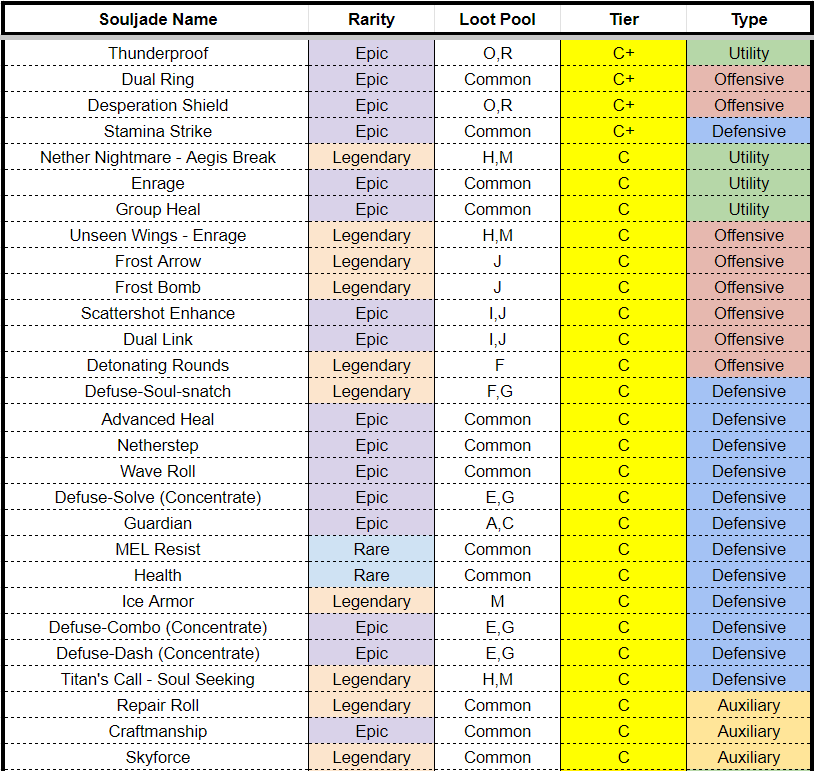 Souljade Name Rarity Loot Pool Tier Type
Thunderproof Epic O,R C+ Utility
Dual Ring Epic Common C+ Offensive
Desperation Shield Epic O,R C+ Offensive
Stamina Strike Epic Common C+ Defensive
Nether Nightmare - Aegis Break Legendary H,M C Utility
Enrage Epic Common C Utility
Group Heal Epic Common C Utility
Unseen Wings - Enrage Legendary H,M C Offensive
Frost Arrow Legendary J C Offensive
Frost Bomb Legendary J C Offensive
Scattershot Enhance Epic I,J C Offensive
Dual Link Epic I,J C Offensive
Detonating Rounds Legendary F C Offensive
Defuse-Soul-snatch Legendary F,G C Defensive
Advanced Heal Epic Common C Defensive
Netherstep Epic Common C Defensive
Wave Roll Epic Common C Defensive
Defuse-Solve (Concentrate) Epic E,G C Defensive
Guardian Epic A,C C Defensive
MEL Resist Rare Common C Defensive
Health Rare Common C Defensive
Ice Armor Legendary M C Defensive
Defuse-Combo (Concentrate) Epic E,G C Defensive
Defuse-Dash (Concentrate) Epic E,G C Defensive
Titan's Call - Soul Seeking Legendary H,M C Defensive
Repair Roll Legendary Common C Auxiliary
Craftmanship Epic Common C Auxiliary
Skyforce Legendary Common C Auxiliary